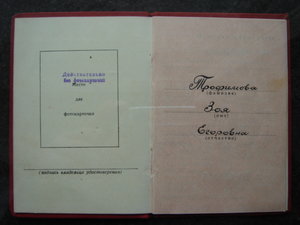 Действительно
без фотокарточки
Место
для
фотокарточки
(подпись владельца удостоверения)
Трофимова
(фамилия)
Зоя
(имя)
Егоровна
(отчество)